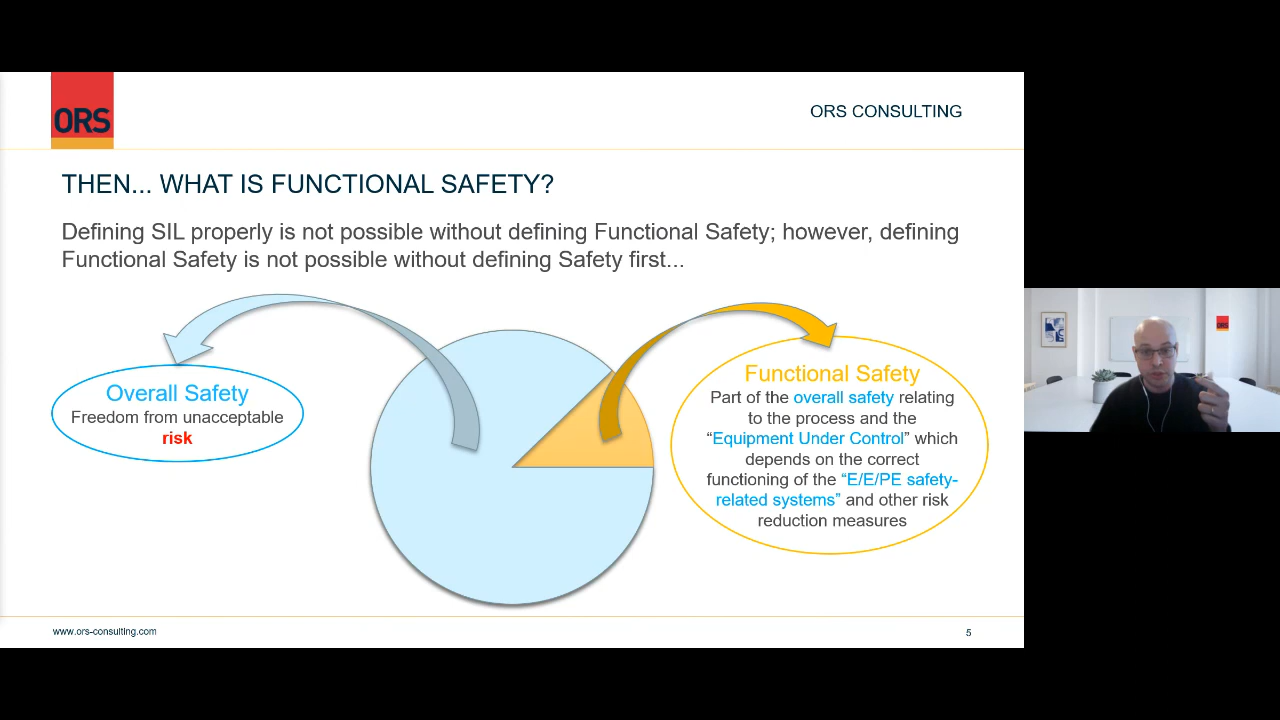 ORS
ORS CONSULTING
THEN... WHAT IS FUNCTIONAL SAFETY?
Defining SIL properly is not possible without defining Functional Safety; however, defining
Functional Safety is not possible without defining Safety first...
Overall Safety
Freedom from unacceptable
risk
Functional Safety
Part of the overall safety relating
to the process and the
“Equipment Under Control” which
depends on the correct
functioning of the “E/E/PE safety-
related systems” and other risk
reduction measures
www.ors-consulting.com
5
ORS